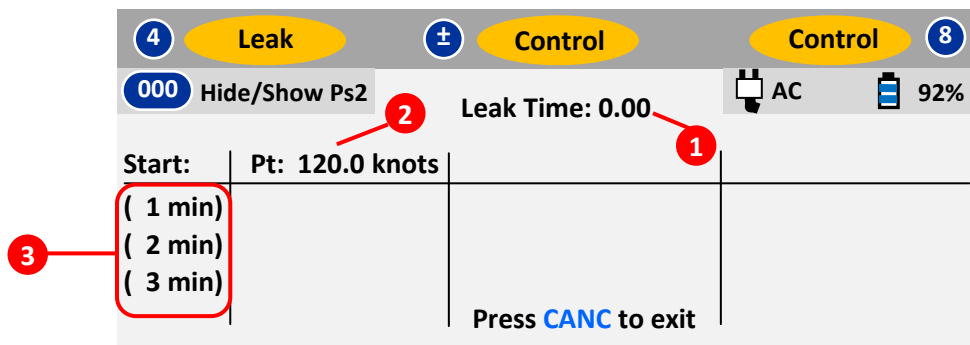 4 Leak ± Control Control 8
000 Hide/Show Ps2 AC 92%
Leak Time: 0.00
2
1
Start: Pt: 120.0 knots
( 1 min)
( 2 min)
3
( 3 min)
Press CANC to exit